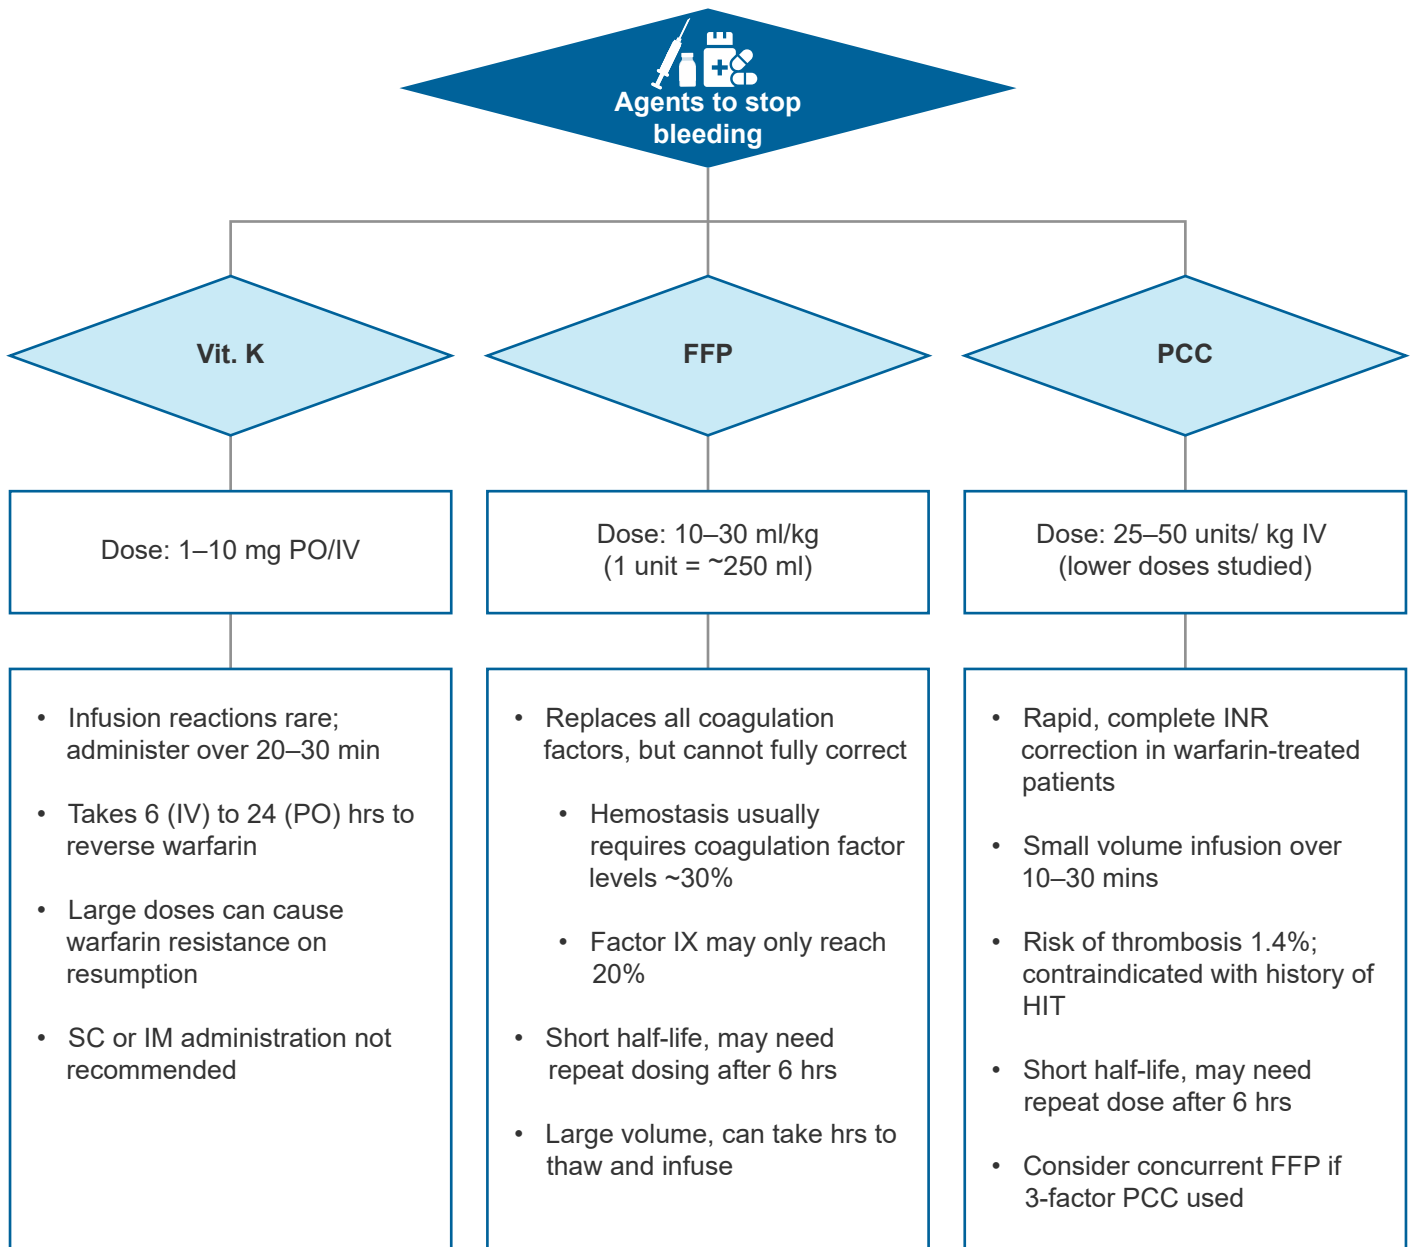 Agents to stop
bleeding
Vit. K
FFP
PCC
Dose: 1–10 mg PO/IV
Dose: 10–30 ml/kg
(1 unit = ~250 ml)
Dose: 25–50 units/ kg IV
(lower doses studied)
• Infusion reactions rare;
administer over 20–30 min
• Takes 6 (IV) to 24 (PO) hrs to
reverse warfarin
• Large doses can cause
warfarin resistance on
resumption
• SC or IM administration not
recommended
• Replaces all coagulation
factors, but cannot fully correct
• Hemostasis usually
requires coagulation factor
levels ~30%
• Factor IX may only reach
20%
• Short half-life, may need
repeat dosing after 6 hrs
• Large volume, can take hrs to
thaw and infuse
• Rapid, complete INR
correction in warfarin-treated
patients
• Small volume infusion over
10–30 mins
• Risk of thrombosis 1.4%;
contraindicated with history of
HIT
• Short half-life, may need
repeat dose after 6 hrs
• Consider concurrent FFP if
3-factor PCC used